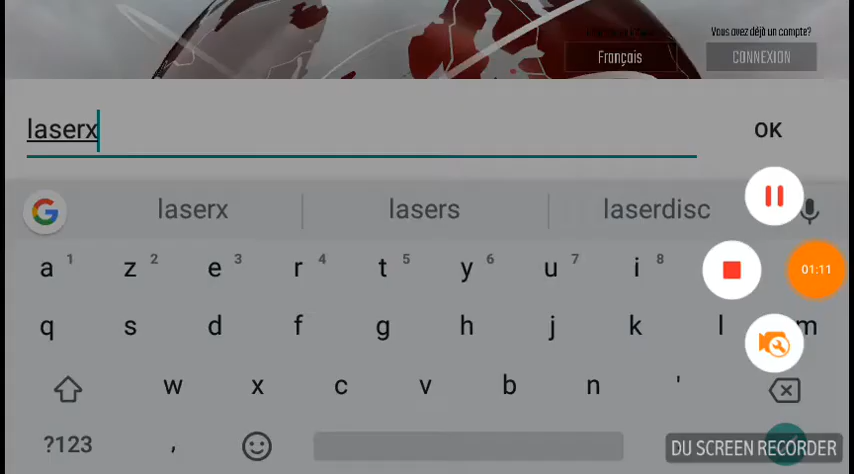 Vous avez déjà un compte?
Français
CONNEXION
laserx
OK
laserx
lasers
laserdisc
a 1 z 2 e 3 r 4 t 5 y 6 u 7 i 8
01:11
q s d f g h j k l m
w x c v b n '
?123 ,
DU SCREEN RECORDER